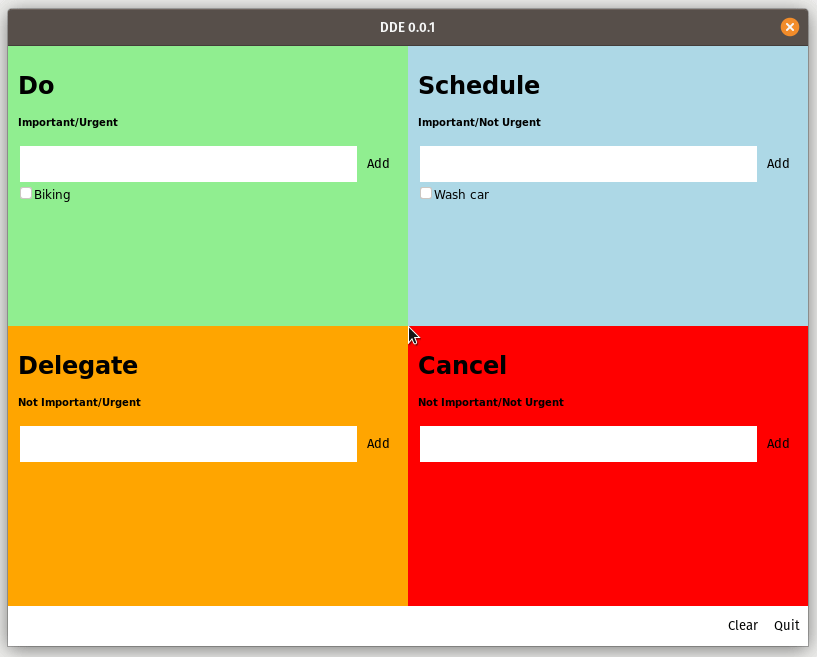 DDE 0.0.1
Do
Important/Urgent
Add
Biking
Schedule
Important/Not Urgent
Add
Wash car
Delegate
Not Important/Urgent
Add
Cancel
Not Important/Not Urgent
Add
Clear Quit